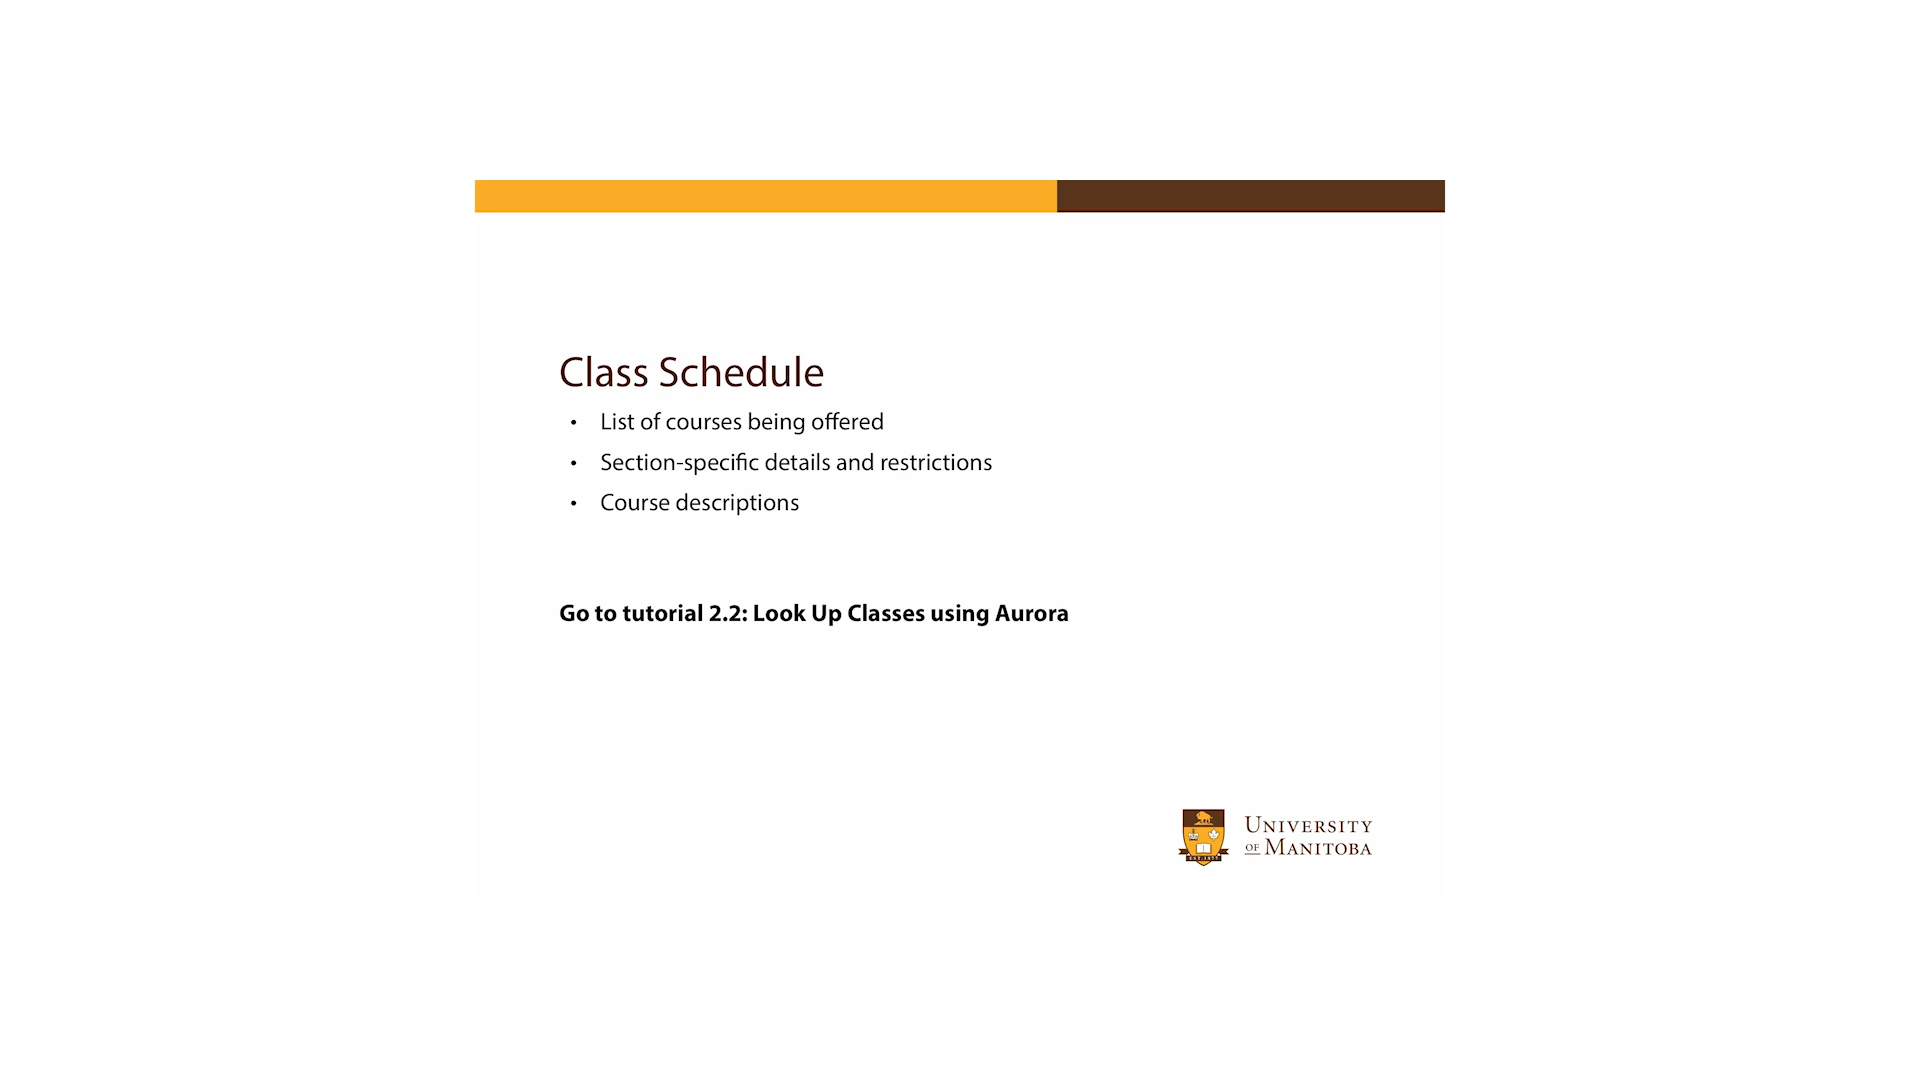 Class Schedule
• List of courses being offered
• Section-specific details and restrictions
• Course descriptions
Go to tutorial 2.2: Look Up Classes using Aurora
UNIVERSITY
OF MANITOBA